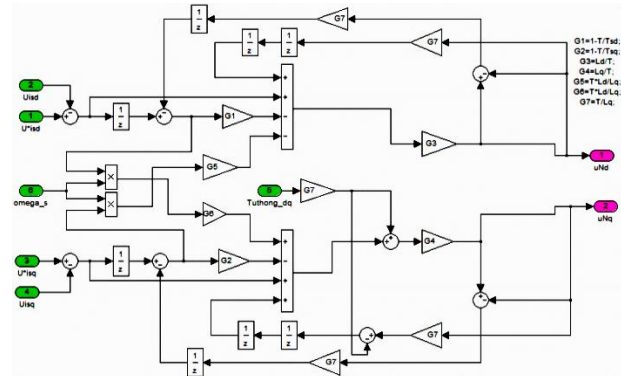 1
z
G7
1
z
1
z
G7
G1=1-T/Tsd;
G2=1-T/Tsq;
G3=Ld/T;
G4=Lq/T;
G5=T*Ld/Lq;
G6=T*Ld/Lq;
G7=T/Lq;
2
Uisd
1
U*isd
1
z
G1
G3
1
uNd
G5
6
omega_s
5
Tuthong_dq
G7
G6
2
uNq
3
U*isq
1
z
G2
G4
4
Uisq
1
z
1
z
G7
1
z
G7